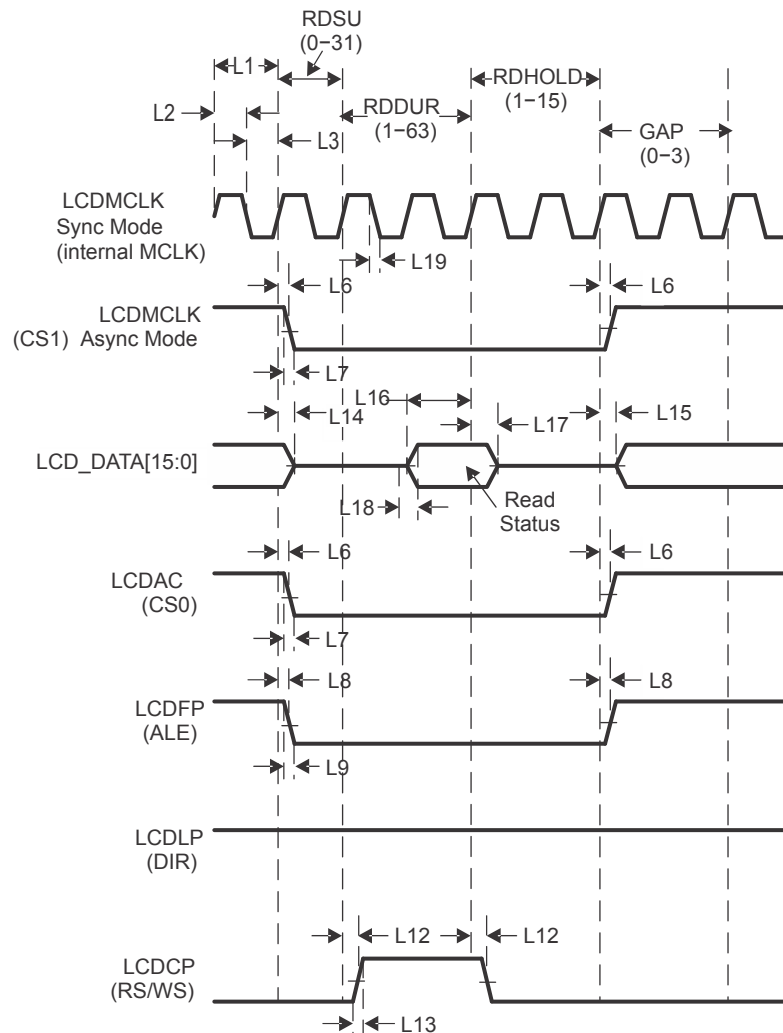 RDSU
(0−31)
L1
RDHOLD
(1−15)
RDDUR
(1−63)
L2
L3
GAP
(0−3)
LCDMCLK
Sync Mode
(internal MCLK)
L19
L6
L6
LCDMCLK
(CS1) Async Mode
L7
L16
L14
L17
L15
LCD_DATA[15:0]
L18
Read
Status
L6
L6
LCDAC
(CS0)
L7
L8
L8
LCDFP
(ALE)
L9
LCDLP
(DIR)
L12
L12
LCDCP
(RS/WS)
L13